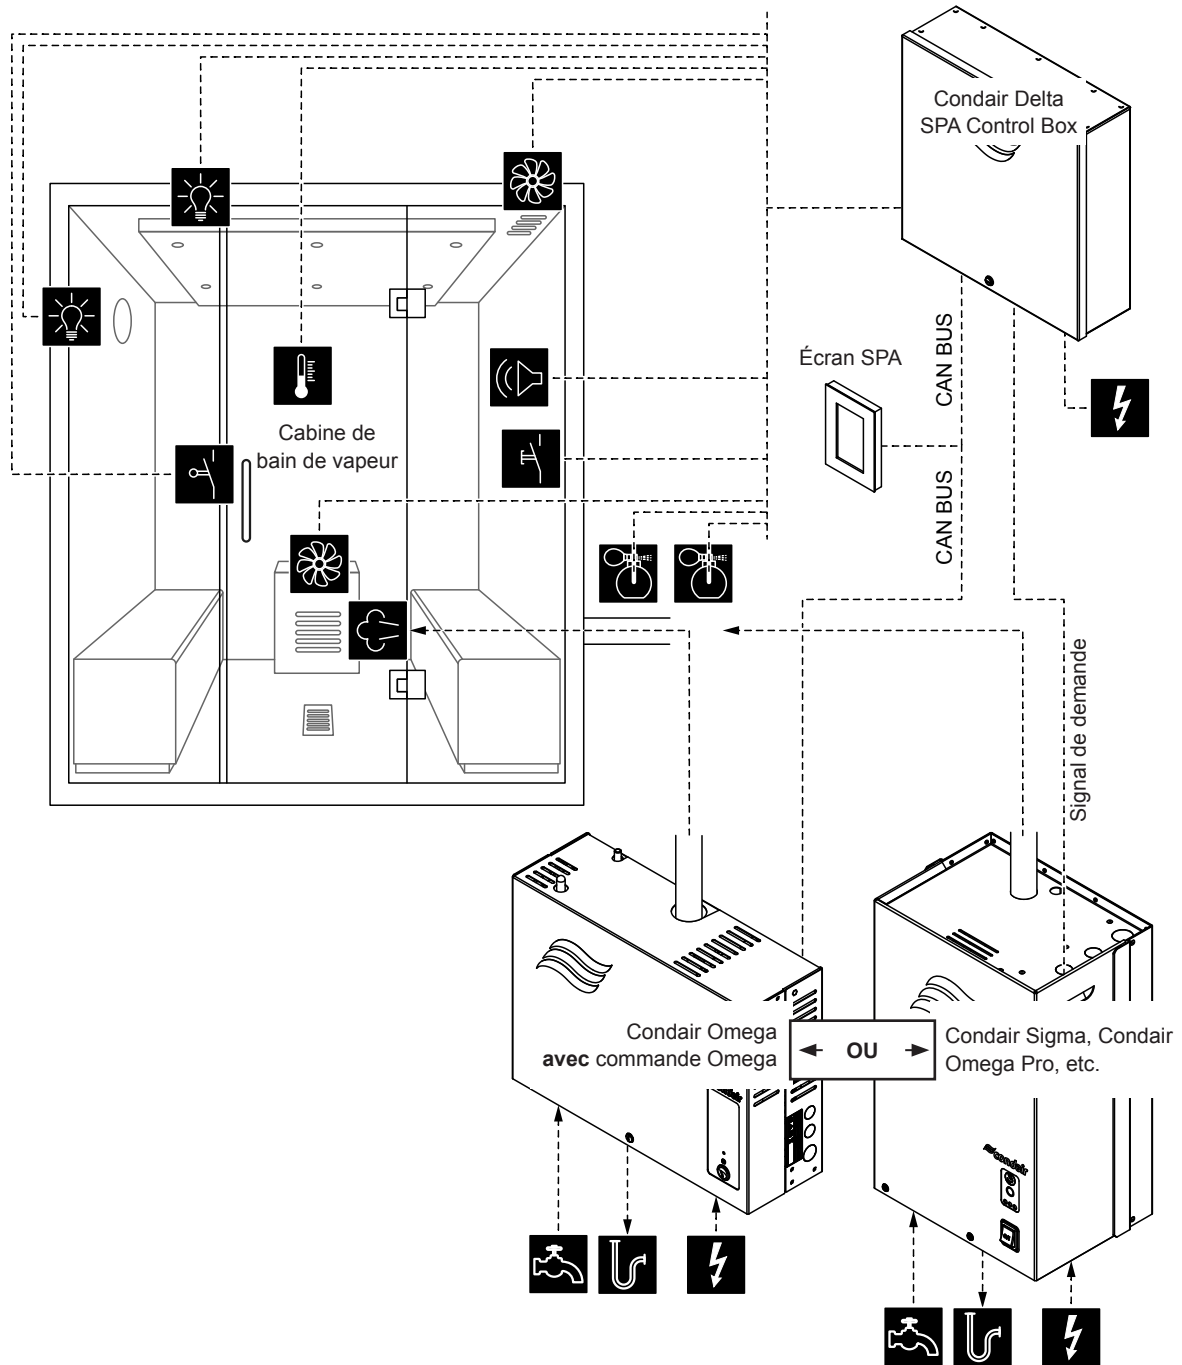 Condair Delta
SPA Control Box
Écran SPA
CAN BUS
CAN BUS
Cabine de
bain de vapeur
Signal de demande
Condair Omega
avec commande Omega
OU
Condair Sigma, Condair
Omega Pro, etc.
condair